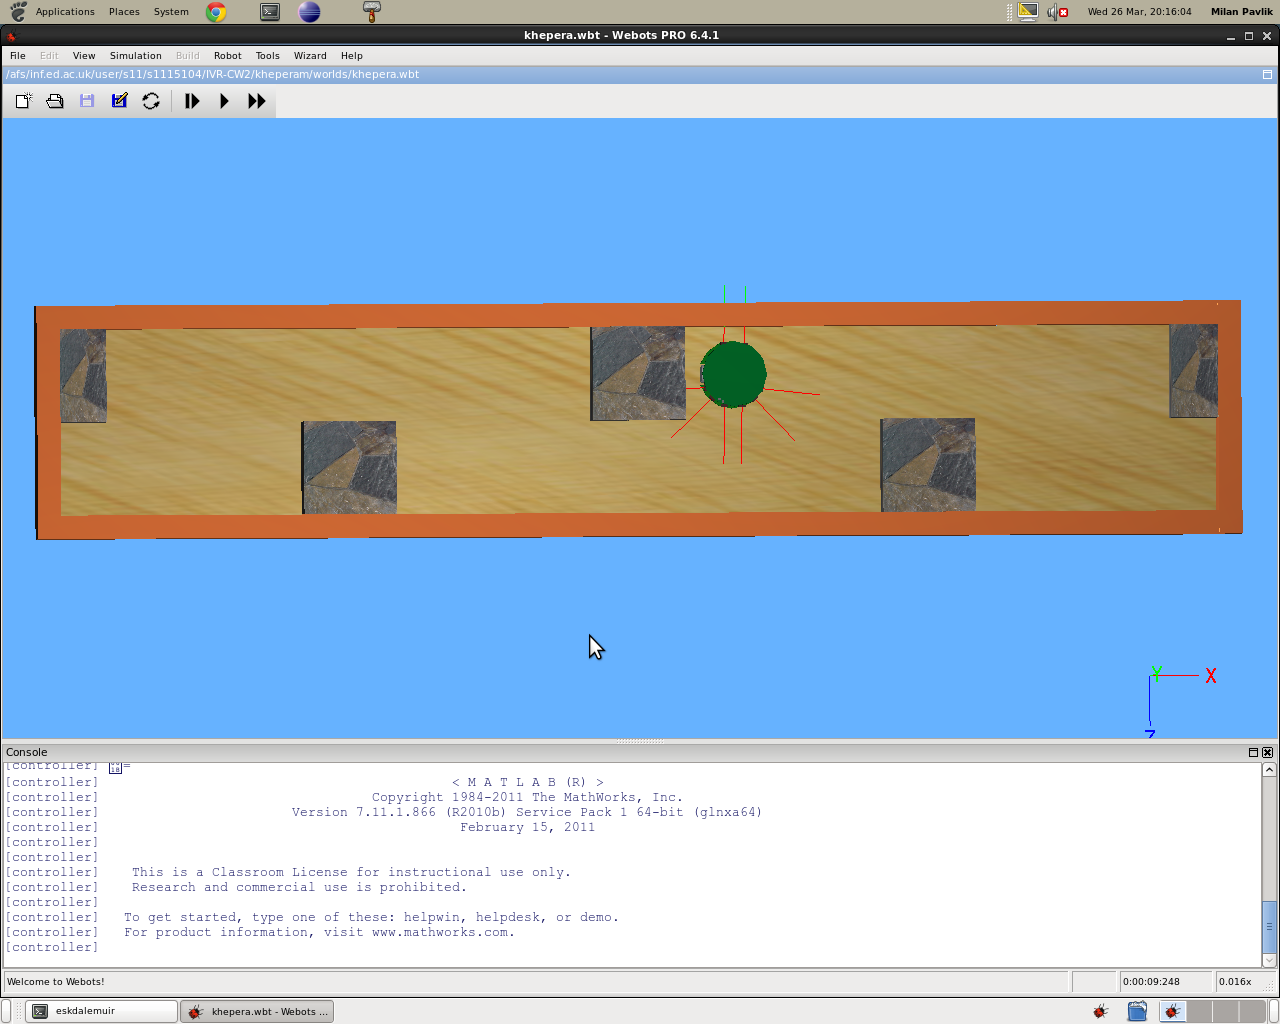 Applications Places System Wed 26 Mar, 20:16:04 Milan Pavlik
khepera.wbt - Webots PRO 6.4.1
File Edit View Simulation Build Robot Tools Wizard Help
/afs/inf.ed.ac.uk/user/s11/s1115104/IVR-CW2/kheperam/worlds/khepera.wbt
Y X
Z
Console
[controller] =
[controller] < M A T L A B (R) >
[controller] Copyright 1984-2011 The MathWorks, Inc.
[controller] Version 7.11.1.866 (R2010b) Service Pack 1 64-bit (glnxa64)
[controller] February 15, 2011
[controller]
[controller]
[controller] This is a Classroom License for instructional use only.
[controller] Research and commercial use is prohibited.
[controller]
[controller] To get started, type one of these: helpwin, helpdesk, or demo.
[controller] For product information, visit www.mathworks.com.
[controller]
Welcome to Webots! 0:00:09:248 0.016x
eskdalemuir khepera.wbt - Webots ...